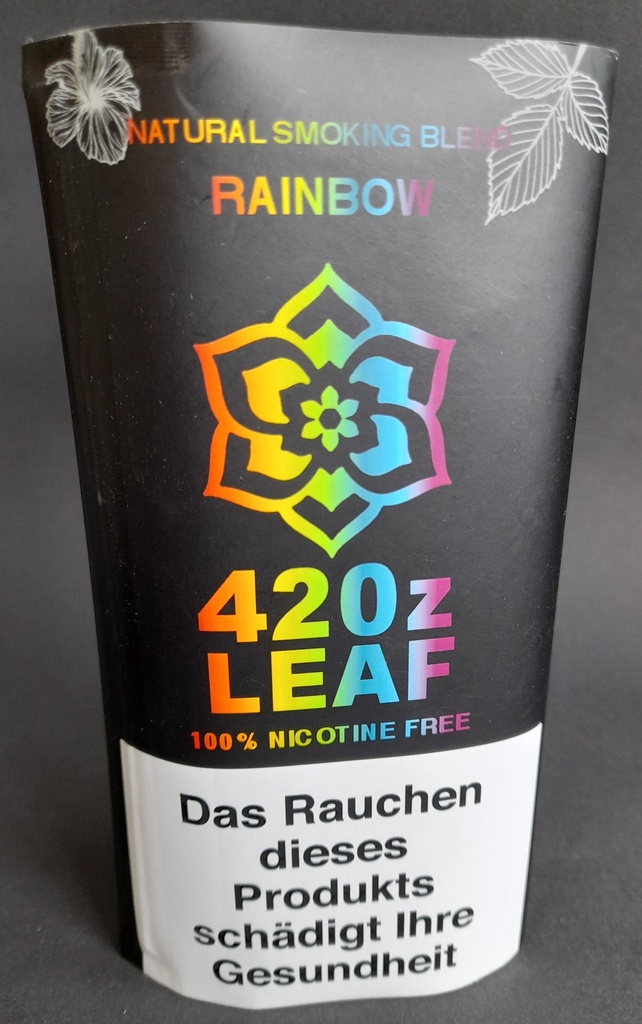 NATURAL SMOKING BLEND
RAINBOW
420z
LEAF
100% NICOTINE FREE
Das Rauchen
dieses
Produkts
schädigt Ihre
Gesundheit